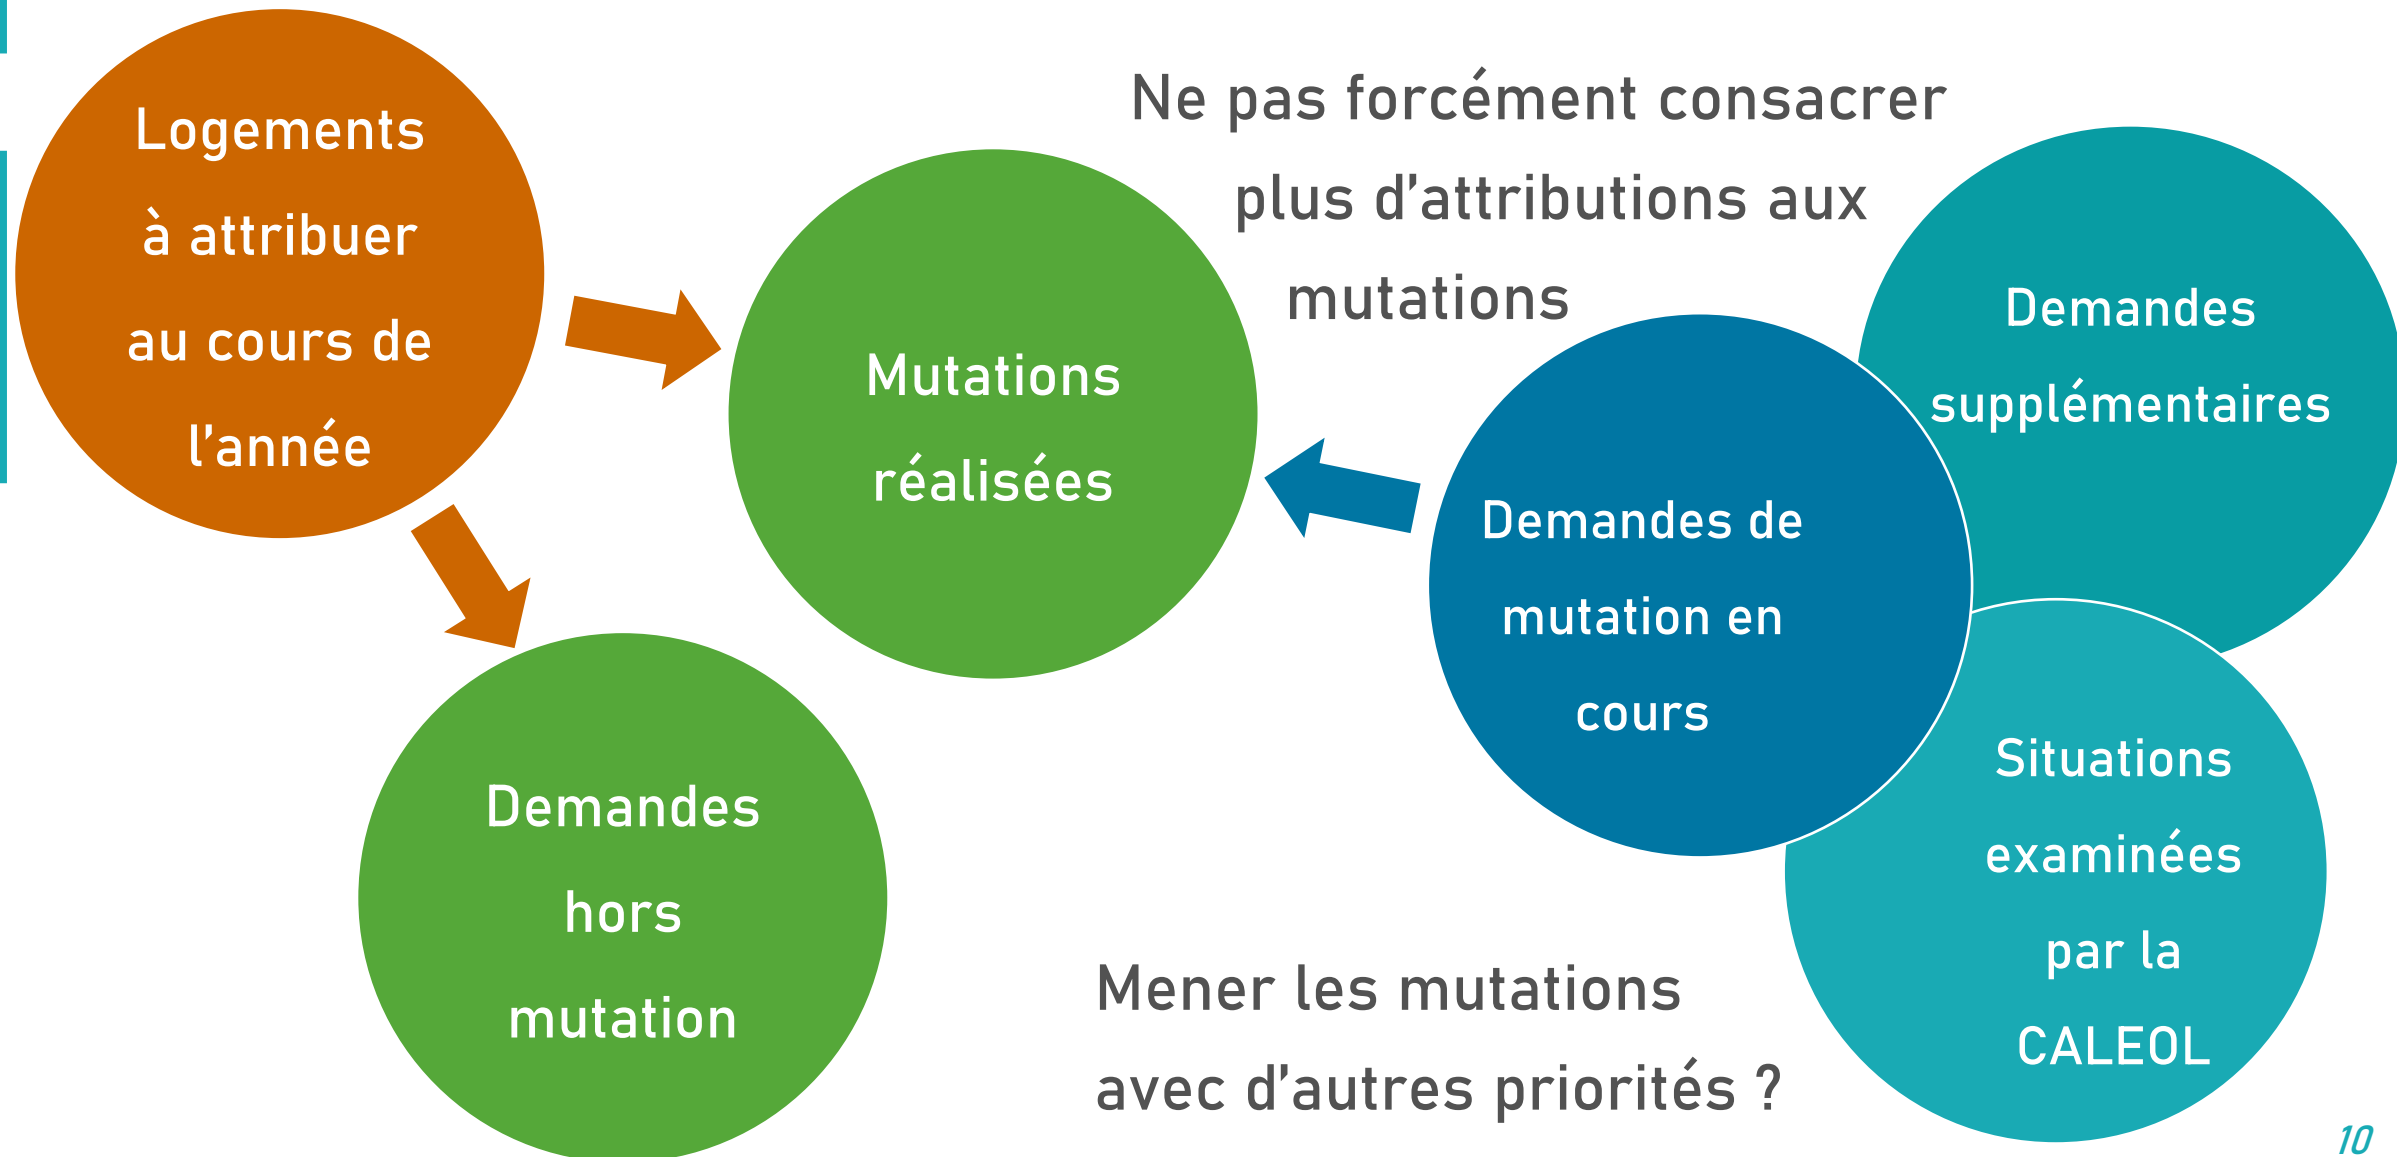 Logements
à attribuer
au cours de
l’année
Ne pas forcément consacrer
plus d’attributions aux
mutations
Mutations
réalisées
Demandes
supplémentaires
Demandes de
mutation en
cours
Demandes
hors
mutation
Situations
examinées
par la
CALEOL
Mener les mutations
avec d’autres priorités ?
10